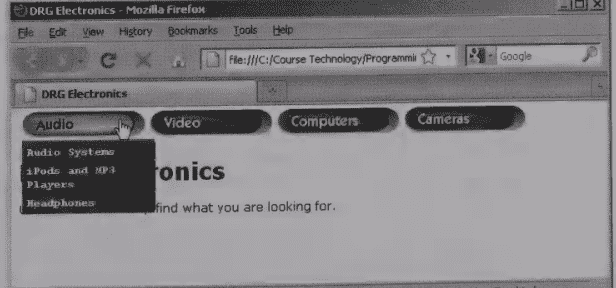 DRG Electronics - Mozilla Firefox
File Edit View History Bookmarks Tools Help
file:///C:/Course Technology/Programmin Google
DRG Electronics
Audio Video Computers Cameras
Audio Systems
iPods and MP3
Players
Headphones
ronics
find what you are looking for.